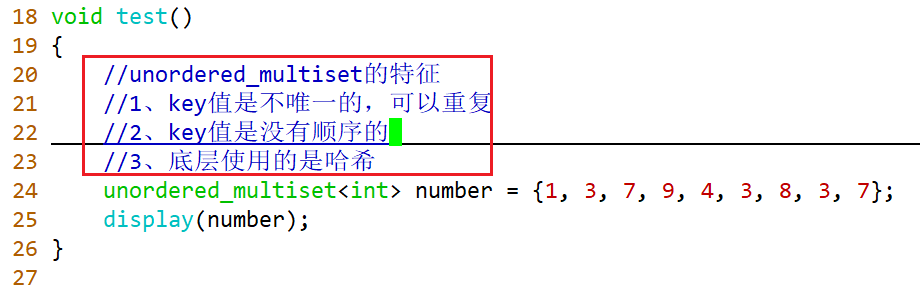 18 void test()
19 {
20     //unordered_multiset的特征
21     //1、key值是不唯一的，可以重复
22     //2、key值是没有顺序的
23     //3、底层使用的是哈希
24     unordered_multiset<int> number = {1, 3, 7, 9, 4, 3, 8, 3, 7};
25     display(number);
26 }
27